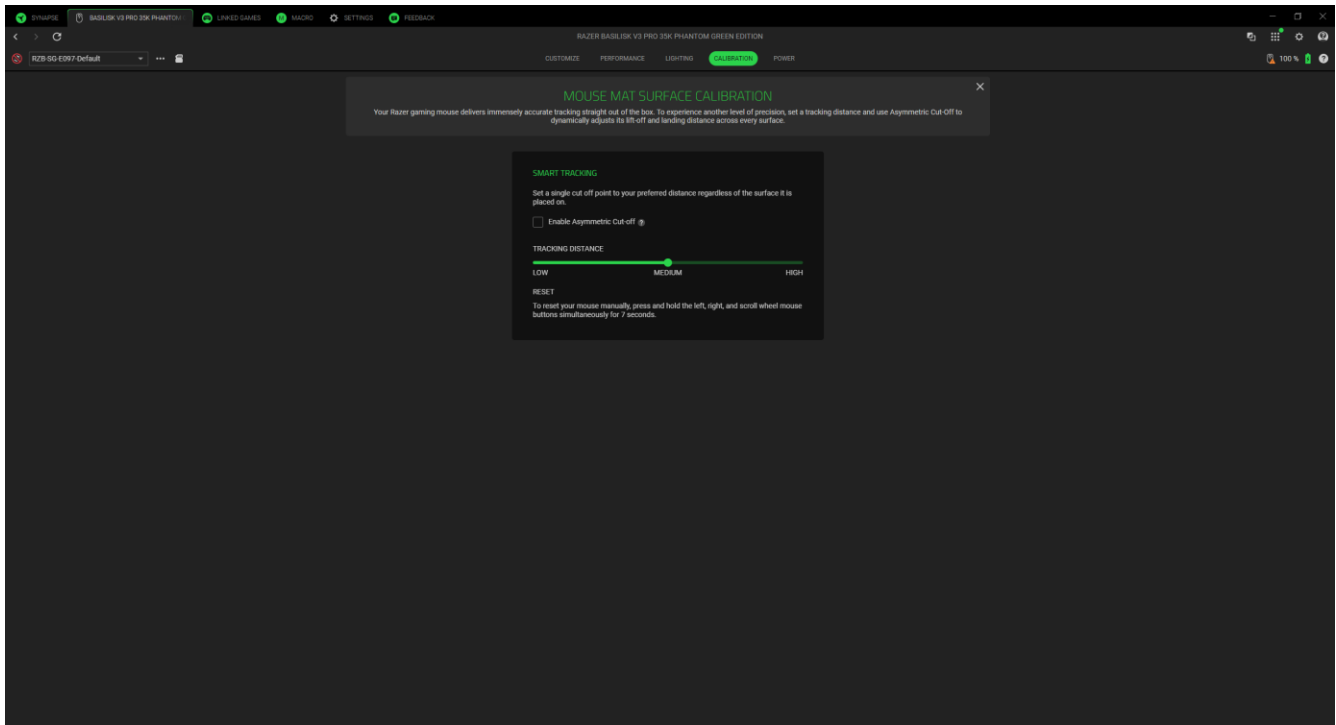 SYNAPSE BASILISK V3 PRO 35K PHANTOM LINKED GAMES MACRO SETTINGS FEEDBACK
RAZER BASILISK V3 PRO 35K PHANTOM GREEN EDITION
RZB-SG-E097-Default CUSTOMIZE PERFORMANCE LIGHTING CALIBRATION POWER 100 %
MOUSE MAT SURFACE CALIBRATION
Your Razer gaming mouse delivers immensely accurate tracking straight out of the box. To experience another level of precision, set a tracking distance and use Asymmetric Cut-Off to
dynamically adjusts its lift-off and landing distance across every surface.
SMART TRACKING
Set a single cut off point to your preferred distance regardless of the surface it is
placed on.
Enable Asymmetric Cut-off
TRACKING DISTANCE
LOW MEDIUM HIGH
RESET
To reset your mouse manually, press and hold the left, right, and scroll wheel mouse
buttons simultaneously for 7 seconds.